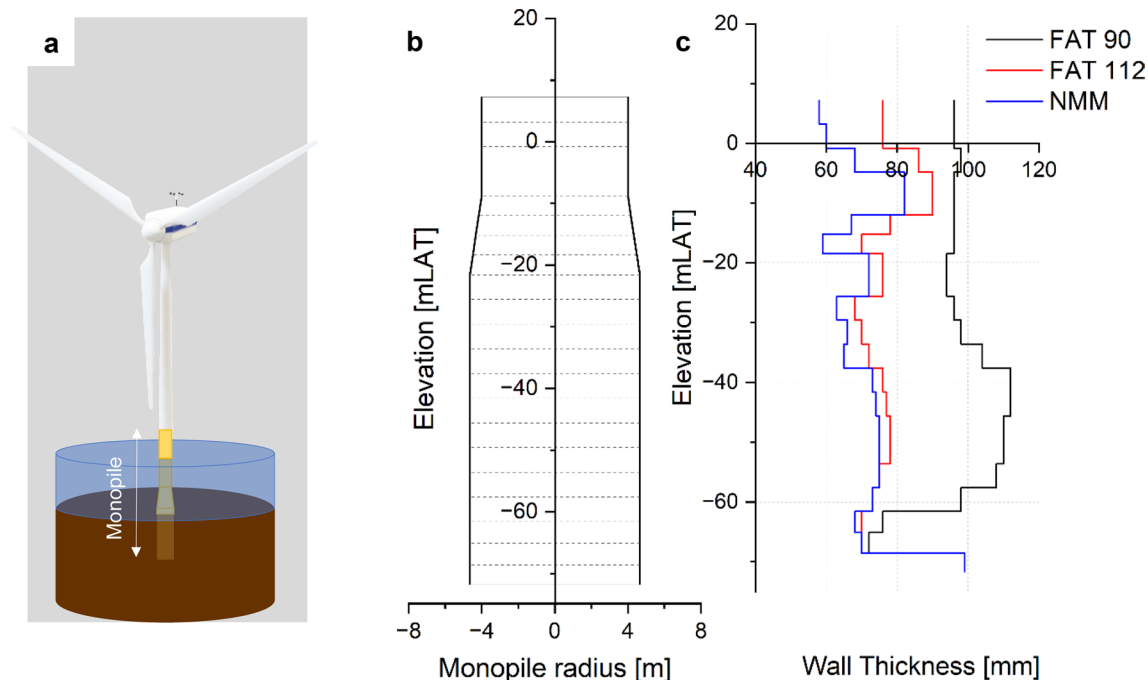 a
Monopile
b
20
0
−20
−40
−60
Elevation [mLAT]
−8 −4 0 4 8
Monopile radius [m]
c
FAT 90
FAT 112
NMM
20
0
40 60 80 100 120
−20
−40
−60
Elevation [mLAT]
Wall Thickness [mm]